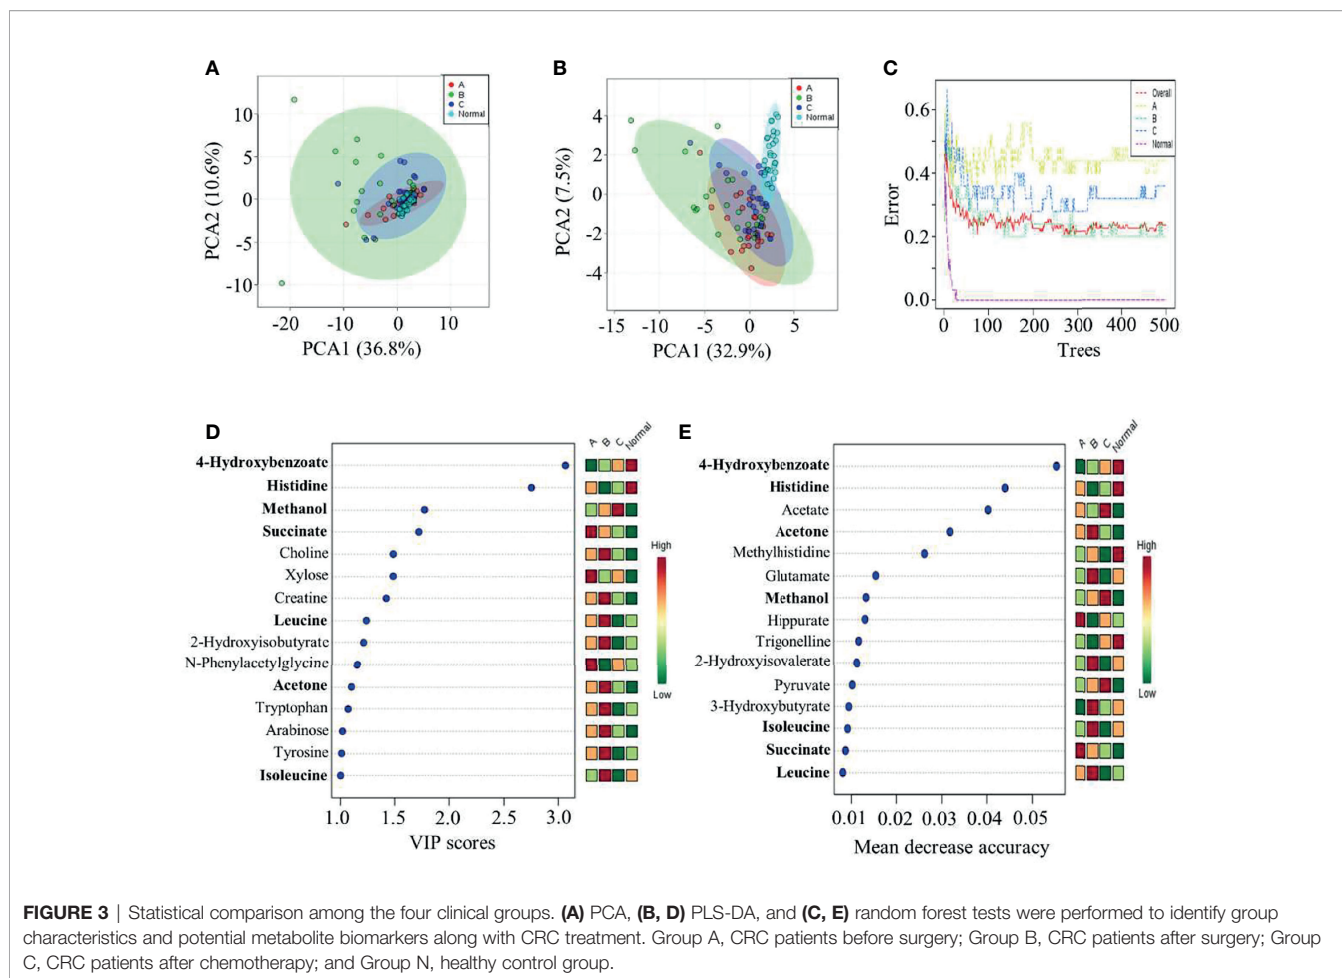 A
A
B
C
Normal
10
5
0
-5
-10
PCA2 (10.6%)
-20
-10
0
10
PCA1 (36.8%)
B
A
B
C
Normal
4
2
0
-2
-4
PCA2 (7.5%)
-15
-10
-5
0
5
PCA1 (32.9%)
C
Overall
A
B
C
Normal
0.6
0.4
0.2
0.0
Error
0
100
200
300
400
500
Trees
D
A B C Normal
4-Hydroxybenzoate
Histidine
Methanol
Succinate
Choline
Xylose
Creatine
Leucine
2-Hydroxyisobutyrate
N-Phenylacetylglycine
Acetone
Tryptophan
Arabinose
Tyrosine
Isoleucine
1.0
1.5
2.0
2.5
3.0
VIP scores
High
Low
E
A B C Normal
4-Hydroxybenzoate
Histidine
Acetate
Acetone
Methylhistidine
Glutamate
Methanol
Hippurate
Trigonelline
2-Hydroxyisovalerate
Pyruvate
3-Hydroxybutyrate
Isoleucine
Succinate
Leucine
0.01
0.02
0.03
0.04
0.05
Mean decrease accuracy
High
Low
FIGURE 3 | Statistical comparison among the four clinical groups. (A) PCA, (B, D) PLS-DA, and (C, E) random forest tests were performed to identify group
characteristics and potential metabolite biomarkers along with CRC treatment. Group A, CRC patients before surgery; Group B, CRC patients after surgery; Group
C, CRC patients after chemotherapy; and Group N, healthy control group.